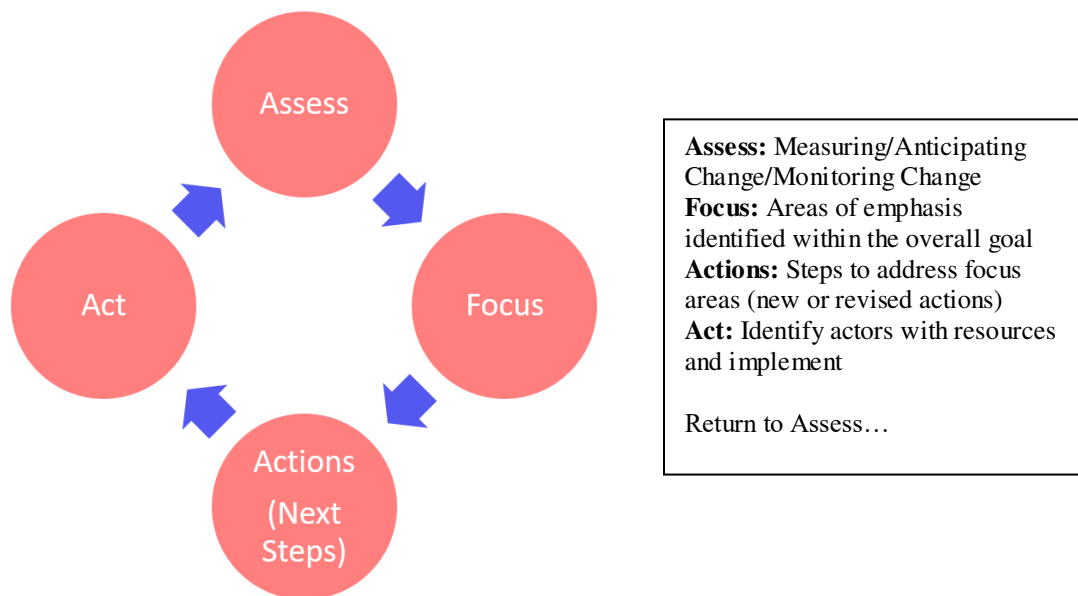 Assess
Focus
Actions
(Next
Steps)
Act
Assess: Measuring/Anticipating
Change/Monitoring Change
Focus: Areas of emphasis
identified within the overall goal
Actions: Steps to address focus
areas (new or revised actions)
Act: Identify actors with resources
and implement
Return to Assess…